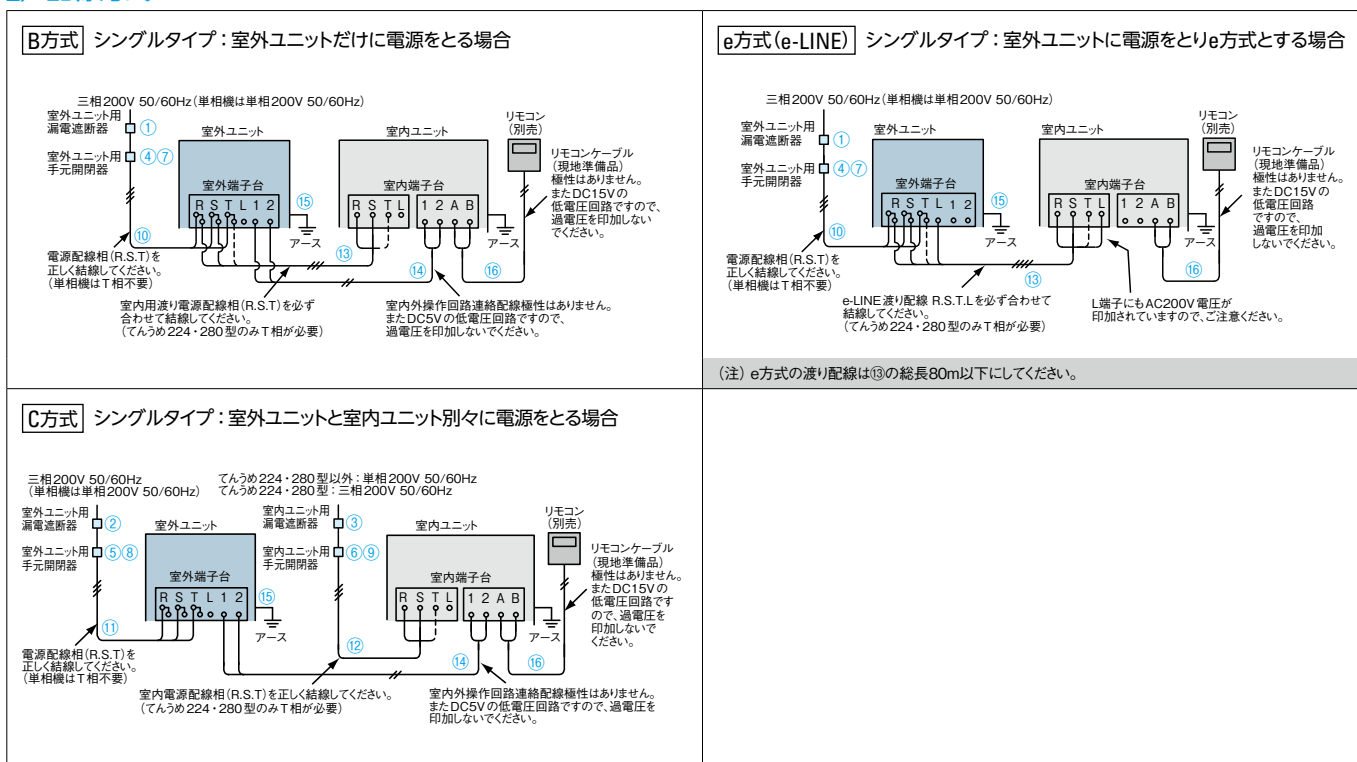 B方式 シングルタイプ：室外ユニットだけに電源をとる場合
三相200V 50/60Hz（単相機は単相200V 50/60Hz）
室外ユニット用
漏電遮断器
①
室外ユニット用
手元開閉器
④⑦
室外ユニット
室外端子台
R S T L 1 2
⑮
アース
室内ユニット
室内端子台
R S T L
1 2 A B
アース
リモコン
（別売）
リモコンケーブル
（現地準備品）
極性はありません。
またDC15Vの
低電圧回路ですので、
過電圧を印加しない
でください。
⑩
電源配線相（R.S.T）を
正しく結線してください。
（単相機はT相不要）
⑬
⑭
⑯
室内用渡り電源配線相（R.S.T）を必ず
合わせて結線してください。
（てんうめ224・280型のみT相が必要）
室内外操作回路連絡配線極性はありません。
またDC5Vの低電圧回路ですので、
過電圧を印加しないでください。
e方式（e-LINE） シングルタイプ：室外ユニットに電源をとりe方式とする場合
三相200V 50/60Hz（単相機は単相200V 50/60Hz）
室外ユニット用
漏電遮断器
①
室外ユニット用
手元開閉器
④⑦
室外ユニット
室外端子台
R S T L 1 2
⑮
アース
室内ユニット
室内端子台
R S T L
1 2 A B
アース
リモコン
（別売）
リモコンケーブル
（現地準備品）
極性はありません。
またDC15Vの
低電圧回路
ですので、
過電圧を印加
しないでください。
⑩
電源配線相（R.S.T）を
正しく結線してください。
（単相機はT相不要）
⑬
⑯
e-LINE渡り配線 R.S.T.Lを必ず合わせて
結線してください。
（てんうめ224・280型のみT相が必要）
L端子にもAC200V電圧が
印加されていますので、ご注意ください。
（注）e方式の渡り配線は⑬の総長80m以下にしてください。
C方式 シングルタイプ：室外ユニットと室内ユニット別々に電源をとる場合
三相200V 50/60Hz
（単相機は単相200V 50/60Hz）
てんうめ224・280型以外：単相200V 50/60Hz
てんうめ224・280型：三相200V 50/60Hz
室外ユニット用
漏電遮断器
②
室外ユニット用
手元開閉器
⑤⑧
室外ユニット
室外端子台
R S T L 1 2
⑮
アース
室内ユニット用
漏電遮断器
③
室内ユニット用
手元開閉器
⑥⑨
室内ユニット
室内端子台
R S T L
1 2 A B
アース
リモコン
（別売）
リモコンケーブル
（現地準備品）
極性はありません。
またDC15Vの
低電圧回路です
ので、過電圧を
印加しないで
ください。
⑪
電源配線相（R.S.T）を
正しく結線してください。
（単相機はT相不要）
⑫
⑭
⑯
室内電源配線相（R.S.T）を正しく結線してください。
（てんうめ224・280型のみT相が必要）
室内外操作回路連絡配線極性はありません。
またDC5Vの低電圧回路ですので、過電圧を
印加しないでください。